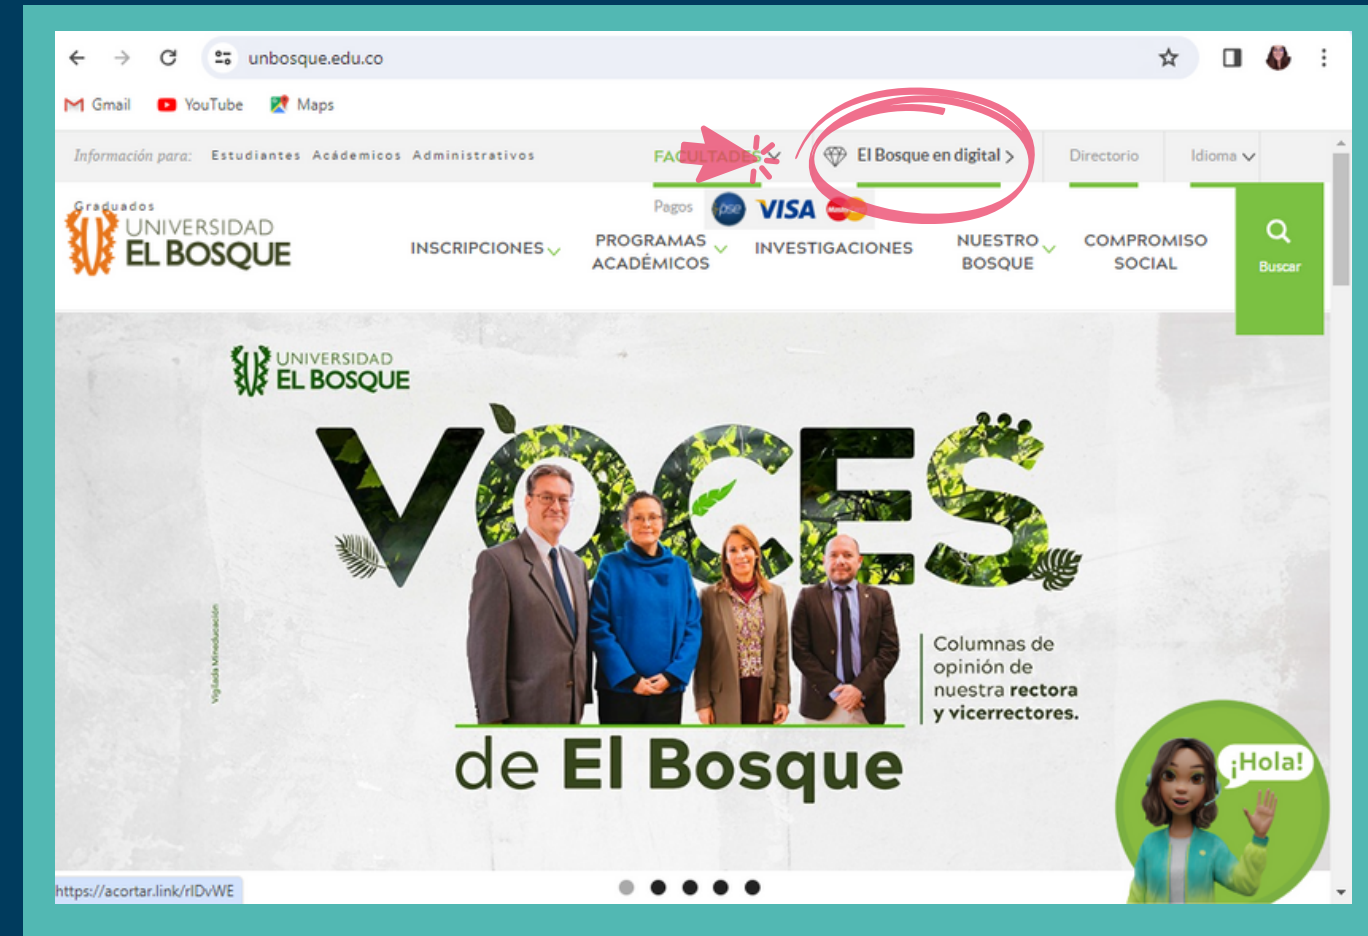 unbosque.edu.co
Gmail YouTube Maps
Información para: Estudiantes Acádemicos Administrativos
Graduados
FACULTADES
El Bosque en digital >
Directorio
Idioma
Pagos pse VISA
UNIVERSIDAD
EL BOSQUE
INSCRIPCIONES
PROGRAMAS
ACADÉMICOS
INVESTIGACIONES
NUESTRO
BOSQUE
COMPROMISO
SOCIAL
Buscar
UNIVERSIDAD
EL BOSQUE
VOCES
de El Bosque
Columnas de
opinión de
nuestra rectora
y vicerrectores.
Vigilada Mineducación
¡Hola!
https://acortar.link/rlDvWE